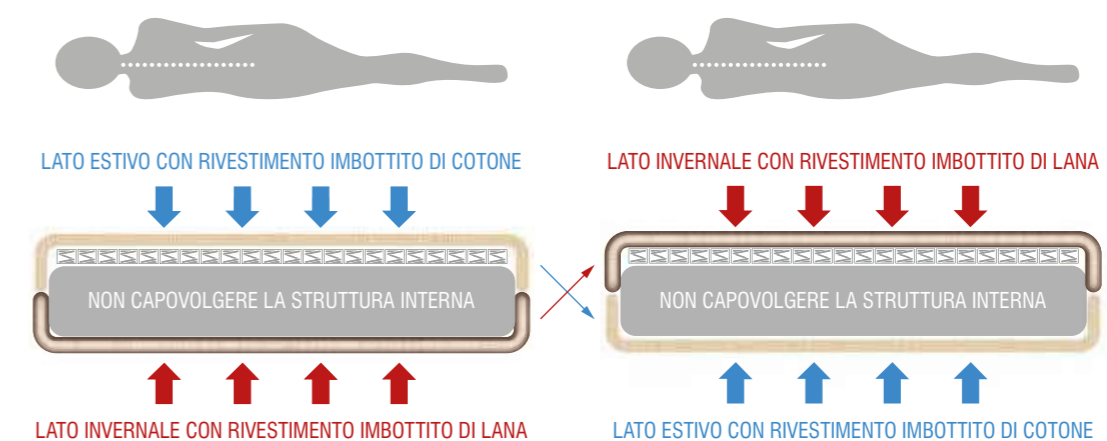 LATO ESTIVO CON RIVESTIMENTO IMBOTTITO DI COTONE
NON CAPOVOLGERE LA STRUTTURA INTERNA
LATO INVERNALE CON RIVESTIMENTO IMBOTTITO DI LANA
LATO INVERNALE CON RIVESTIMENTO IMBOTTITO DI LANA
NON CAPOVOLGERE LA STRUTTURA INTERNA
LATO ESTIVO CON RIVESTIMENTO IMBOTTITO DI COTONE